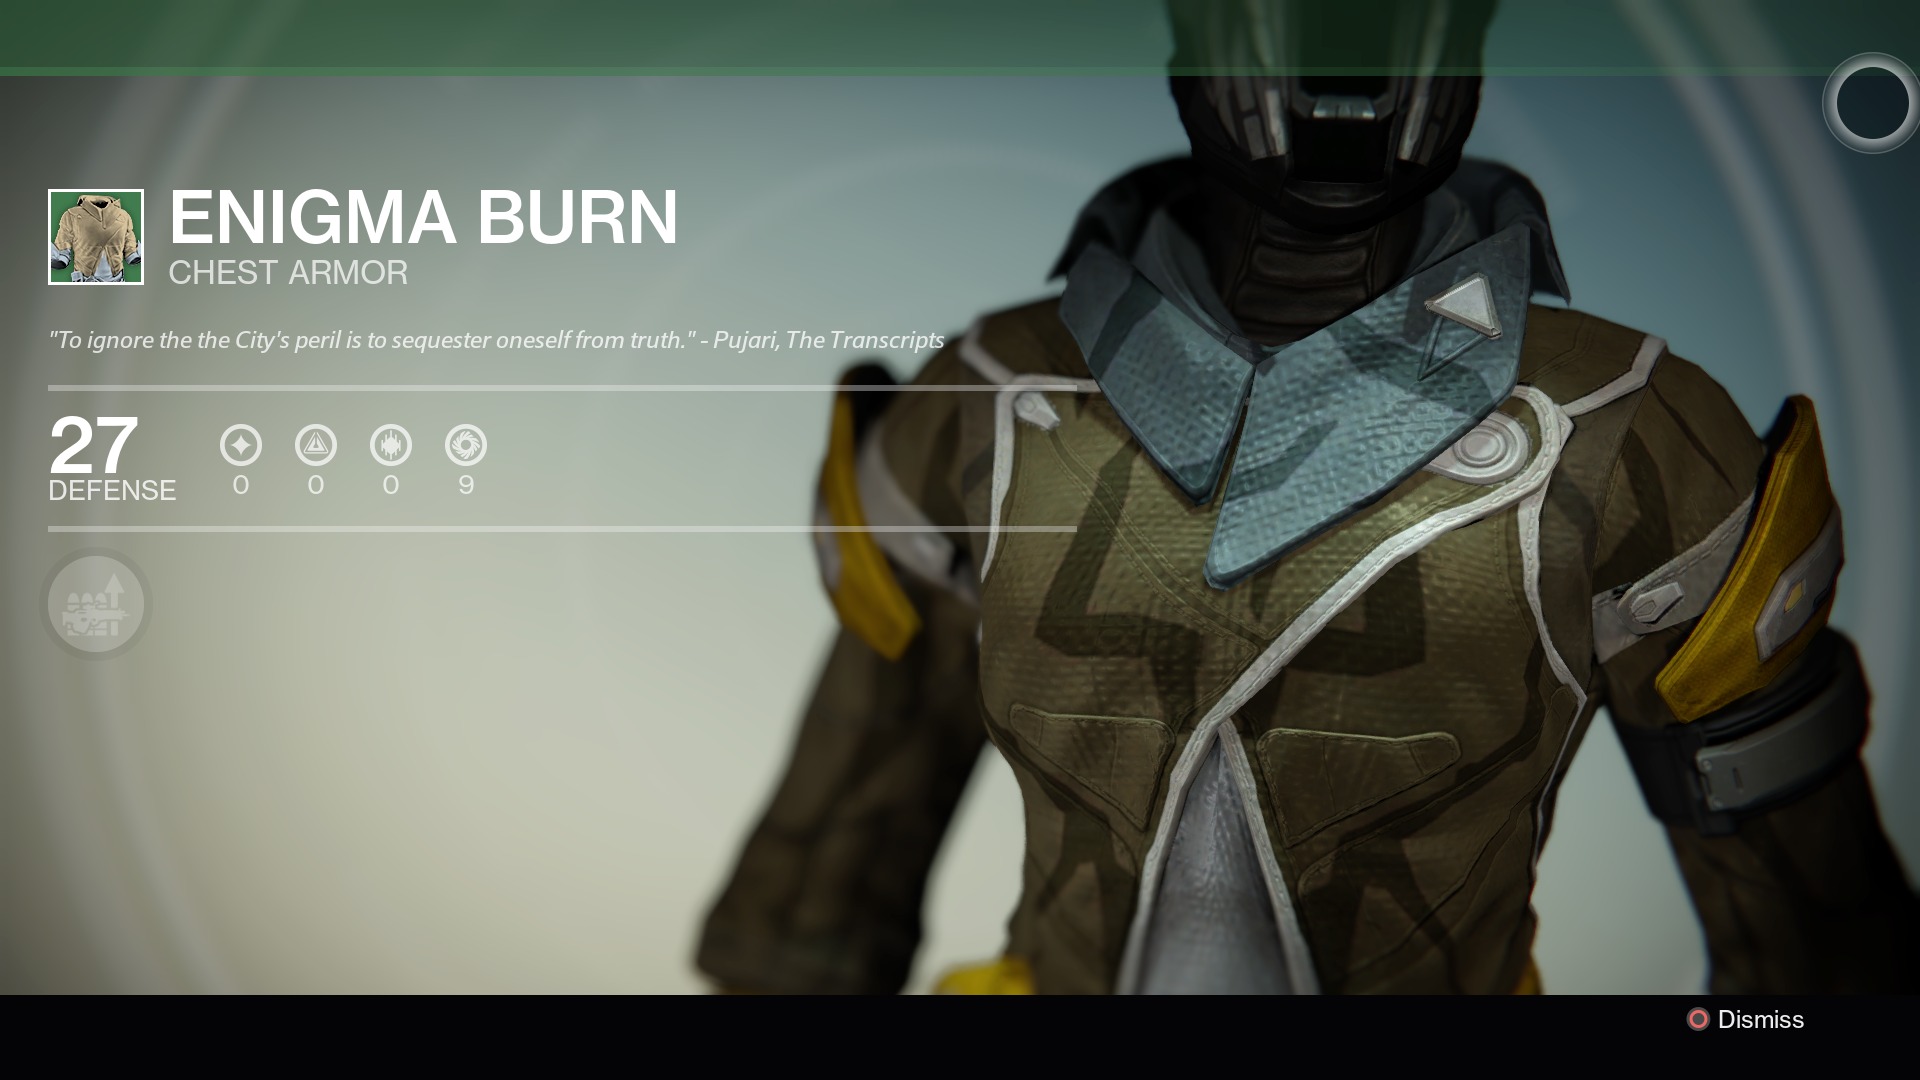 ENIGMA BURN
CHEST ARMOR
"To ignore the the City's peril is to sequester oneself from truth." - Pujari, The Transcripts
27
DEFENSE
0 0 0 9
Dismiss